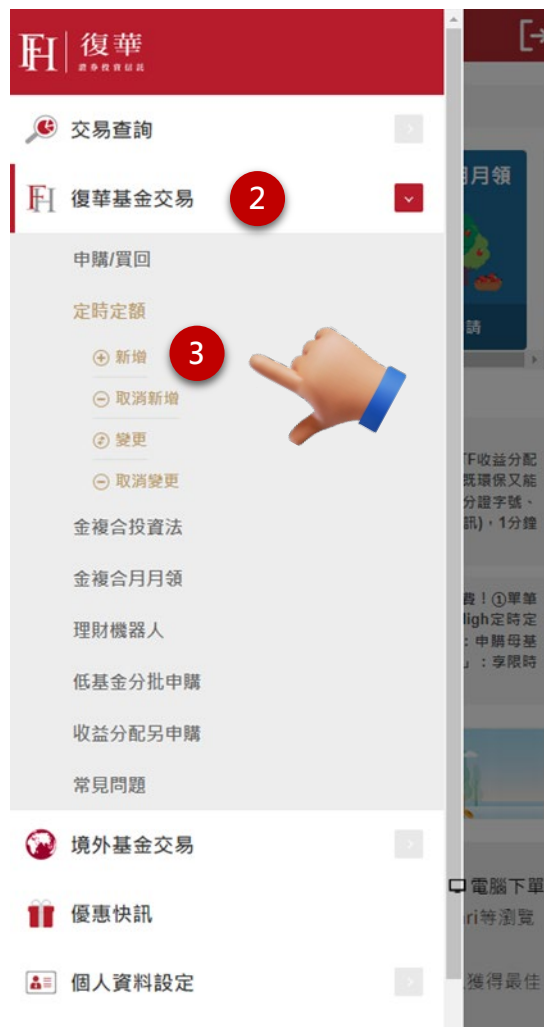 FH 復華
證券投資信託
交易查詢
復華基金交易
2
申購/買回
定時定額
新增
3
取消新增
變更
取消變更
金複合投資法
金複合月月領
理財機器人
低基金分批申購
收益分配另申購
常見問題
境外基金交易
優惠快訊
個人資料設定
月領
請
TF收益分配
既環保又能
分證字號、
訊)，1分鐘
費！①單筆
ligh定時定
：申購母基
」：享限時
電腦下單
ari等瀏覽
獲得最佳